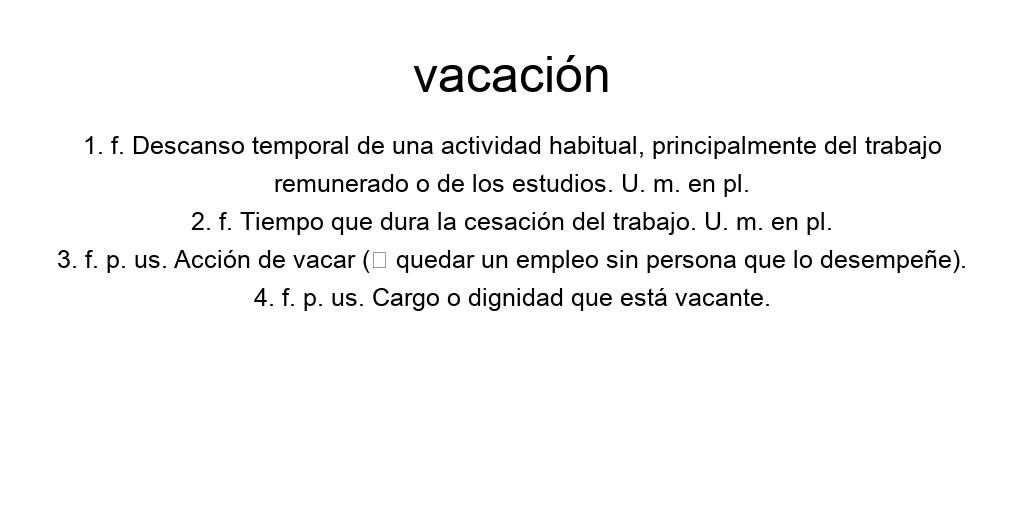 vacación
1. f. Descanso temporal de una actividad habitual, principalmente del trabajo
remunerado o de los estudios. U. m. en pl.
2. f. Tiempo que dura la cesación del trabajo. U. m. en pl.
3. f. p. us. Acción de vacar (□ quedar un empleo sin persona que lo desempeñe).
4. f. p. us. Cargo o dignidad que está vacante.